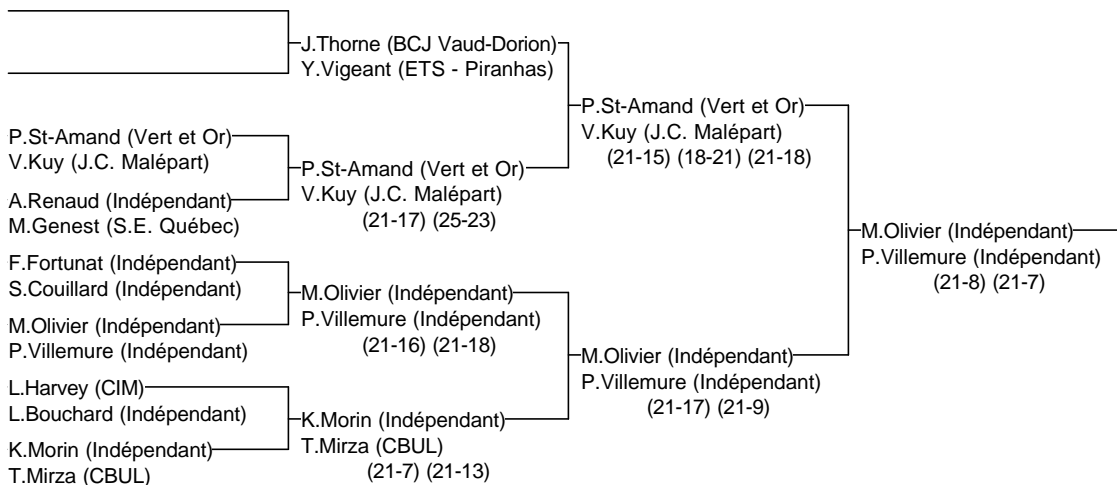 J.Thorne (BCJ Vaud-Dorion)
Y.Vigeant (ETS - Piranhas)
P.St-Amand (Vert et Or)
V.Kuy (J.C. Malépart)
(21-15) (18-21) (21-18)
P.St-Amand (Vert et Or)
V.Kuy (J.C. Malépart)
P.St-Amand (Vert et Or)
V.Kuy (J.C. Malépart)
(21-17) (25-23)
A.Renaud (Indépendant)
M.Genest (S.E. Québec)
M.Olivier (Indépendant)
P.Villemure (Indépendant)
(21-8) (21-7)
F.Fortunat (Indépendant)
S.Couillard (Indépendant)
M.Olivier (Indépendant)
P.Villemure (Indépendant)
(21-16) (21-18)
M.Olivier (Indépendant)
P.Villemure (Indépendant)
M.Olivier (Indépendant)
P.Villemure (Indépendant)
(21-17) (21-9)
L.Harvey (CIM)
L.Bouchard (Indépendant)
K.Morin (Indépendant)
T.Mirza (CBUL)
(21-7) (21-13)
K.Morin (Indépendant)
T.Mirza (CBUL)